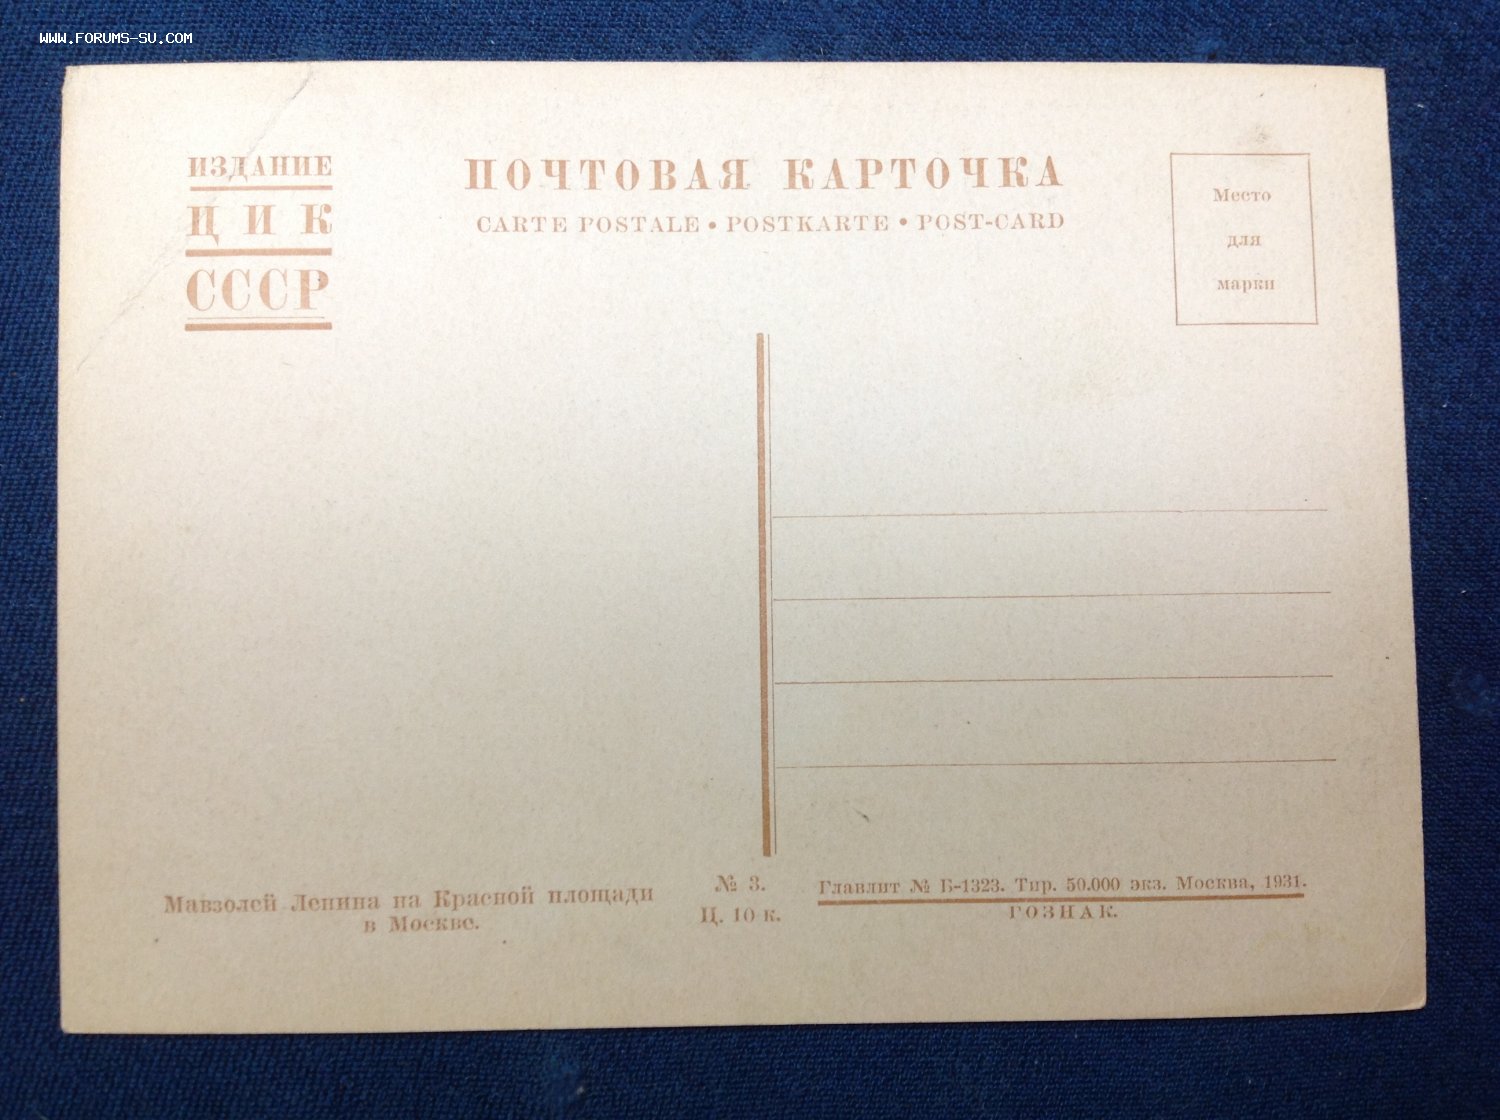 WWW.FORUMS-SU.COM
ИЗДАНИЕ
ЦИК
СССР
ПОЧТОВАЯ КАРТОЧКА
CARTE POSTALE • POSTKARTE • POST-CARD
Место
для
марки
Мавзолей Ленина на Красной площади
в Москве.
№ 3.
Ц. 10 к.
Главлит № Б-1323. Тир. 50.000 экз. Москва, 1931.
ГОЗНАК.